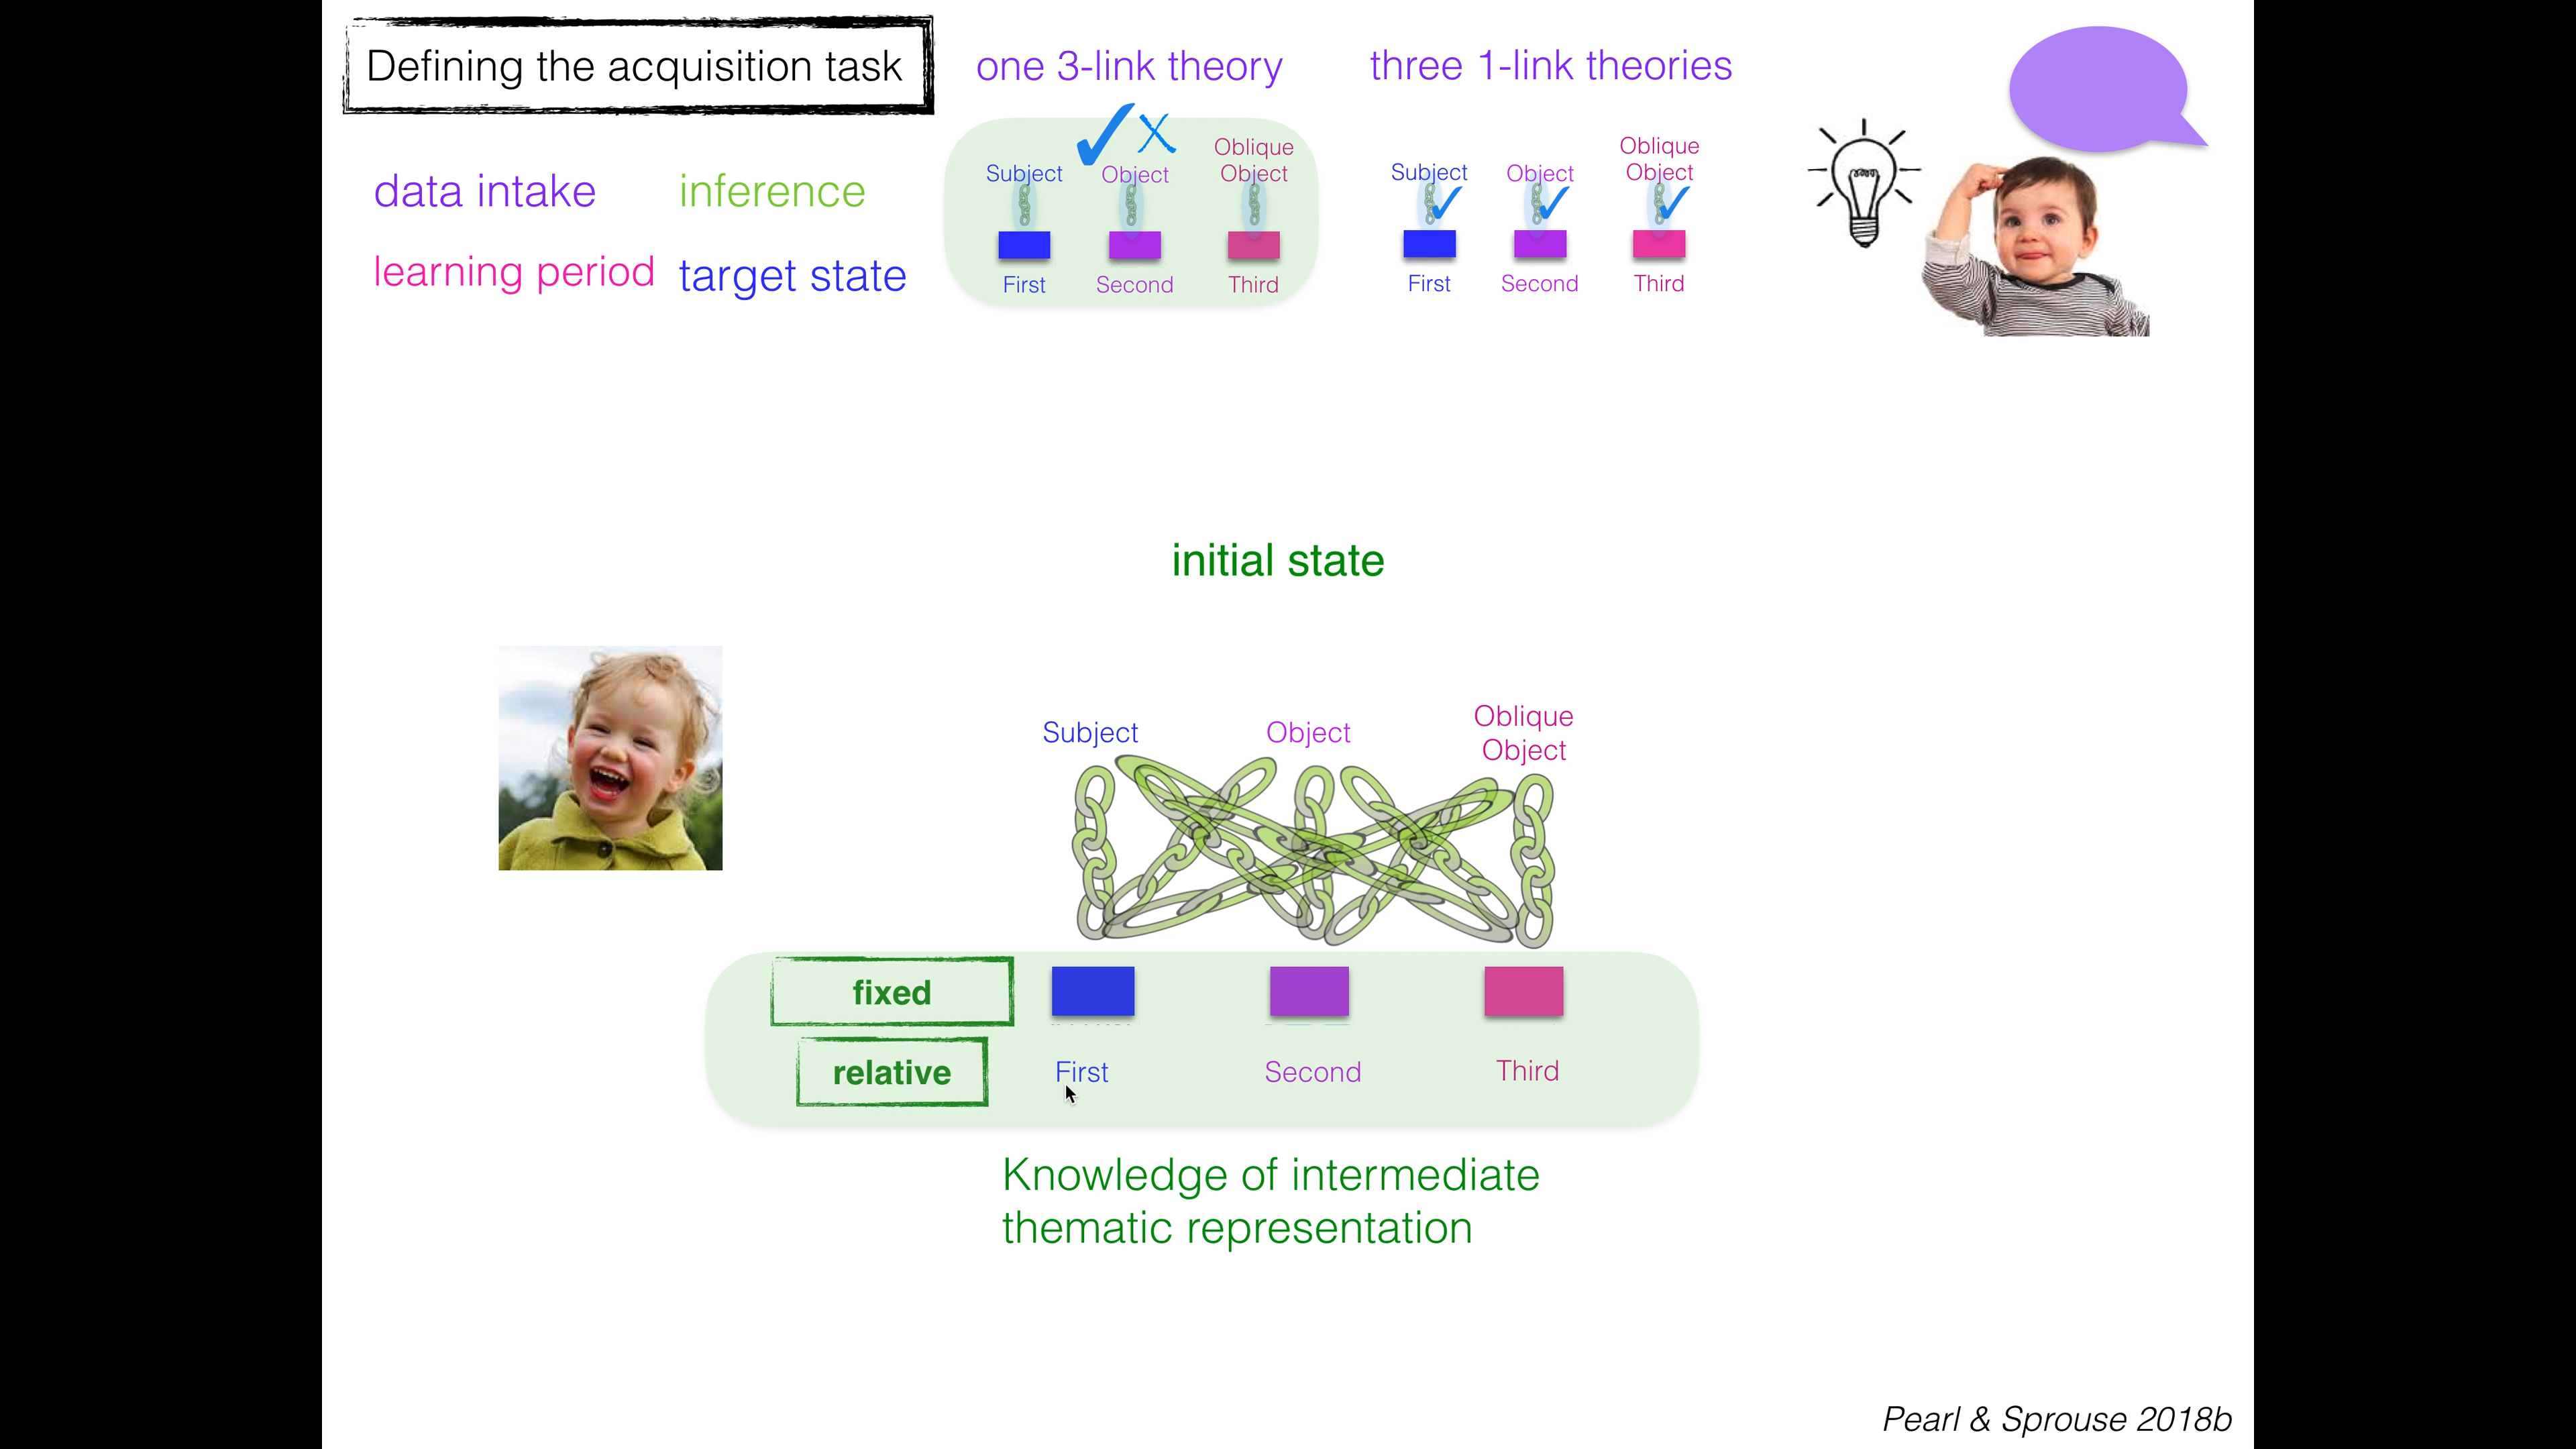 Defining the acquisition task
one 3-link theory
three 1-link theories
data intake
inference
learning period
target state
Subject
Object
Oblique
Object
First
Second
Third
Subject
Object
Oblique
Object
First
Second
Third
initial state
Subject
Object
Oblique
Object
fixed
relative
First
Second
Third
Knowledge of intermediate
thematic representation
Pearl & Sprouse 2018b